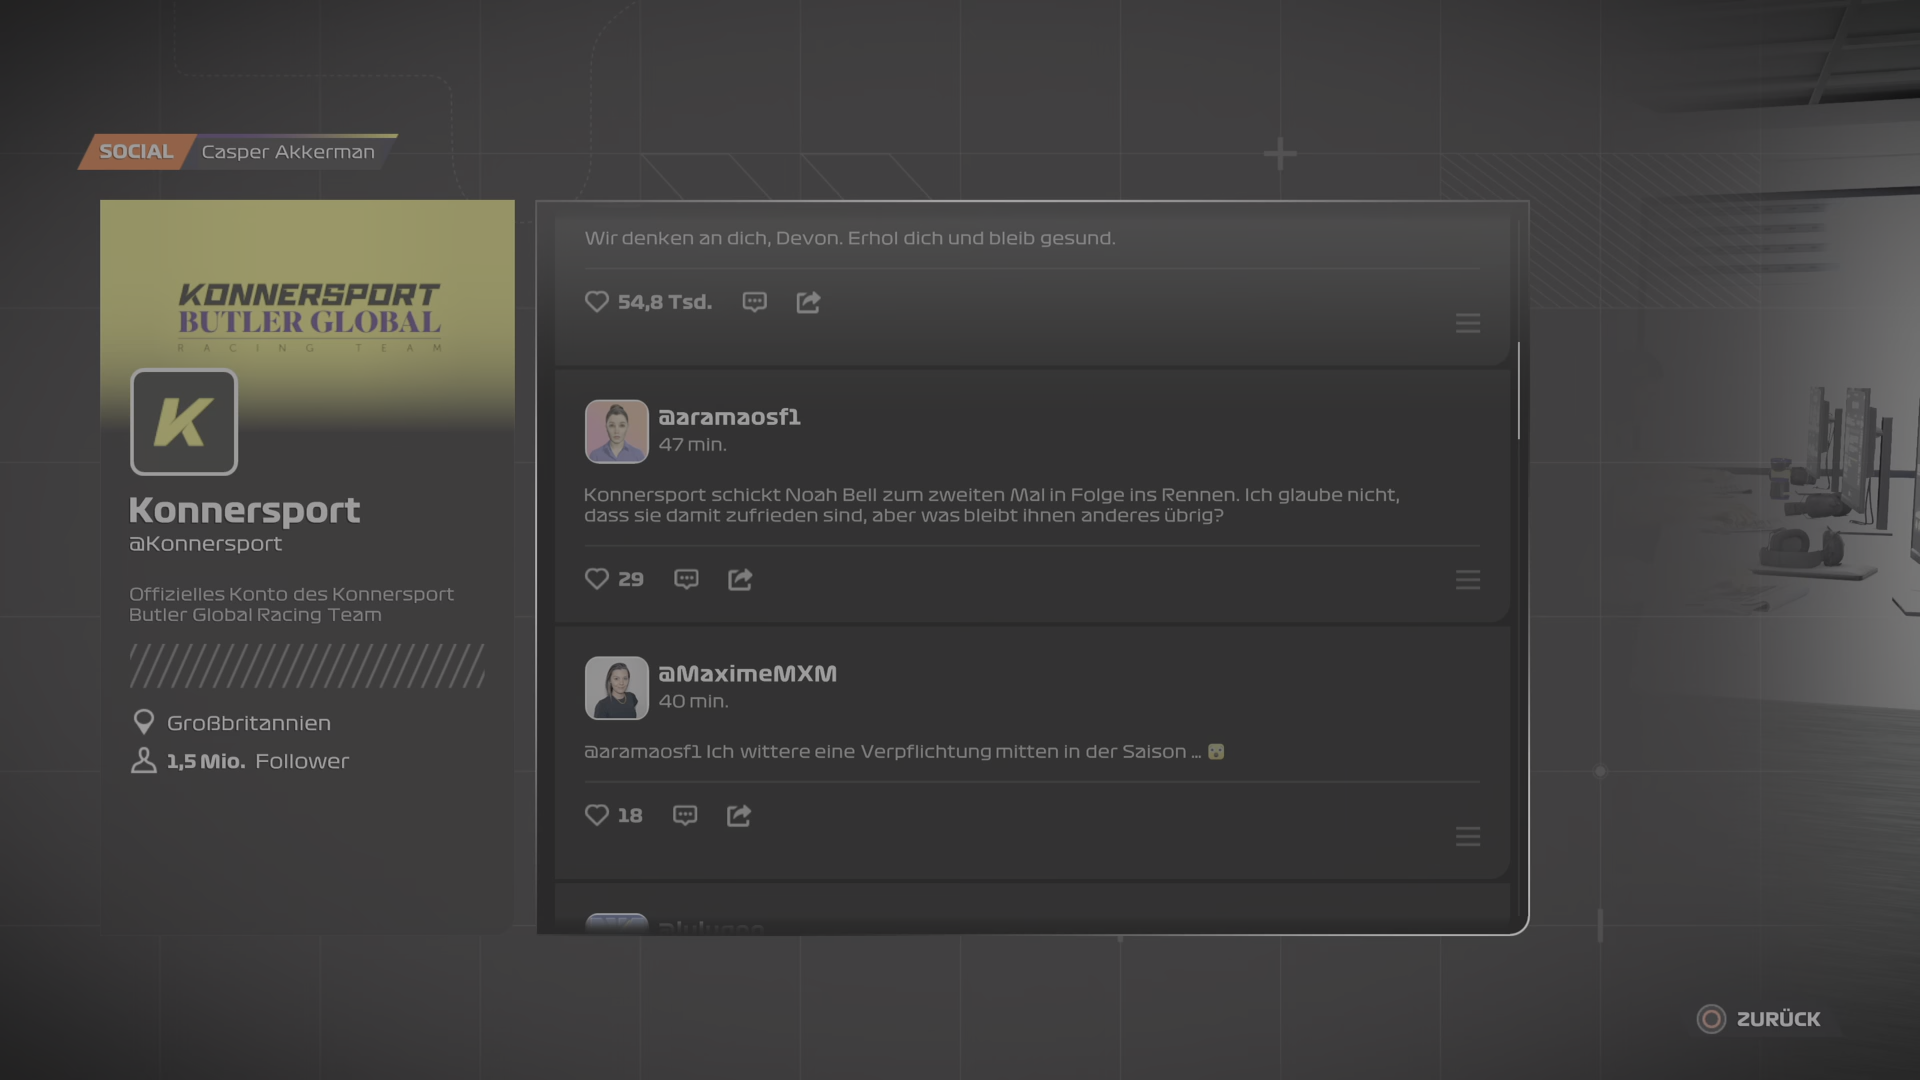 SOCIAL Casper Akkerman
KONNERSPORT
BUTLER GLOBAL
RACING TEAM
K
Konnersport
@Konnersport
Offizielles Konto des Konnersport
Butler Global Racing Team
Großbritannien
1,5 Mio. Follower
Wir denken an dich, Devon. Erhol dich und bleib gesund.
54,8 Tsd.
@aramaosf1
47 min.
Konnersport schickt Noah Bell zum zweiten Mal in Folge ins Rennen. Ich glaube nicht,
dass sie damit zufrieden sind, aber was bleibt ihnen anderes übrig?
29
@MaximeMXM
40 min.
@aramaosf1 Ich wittere eine Verpflichtung mitten in der Saison ... 😮
18
ZURÜCK